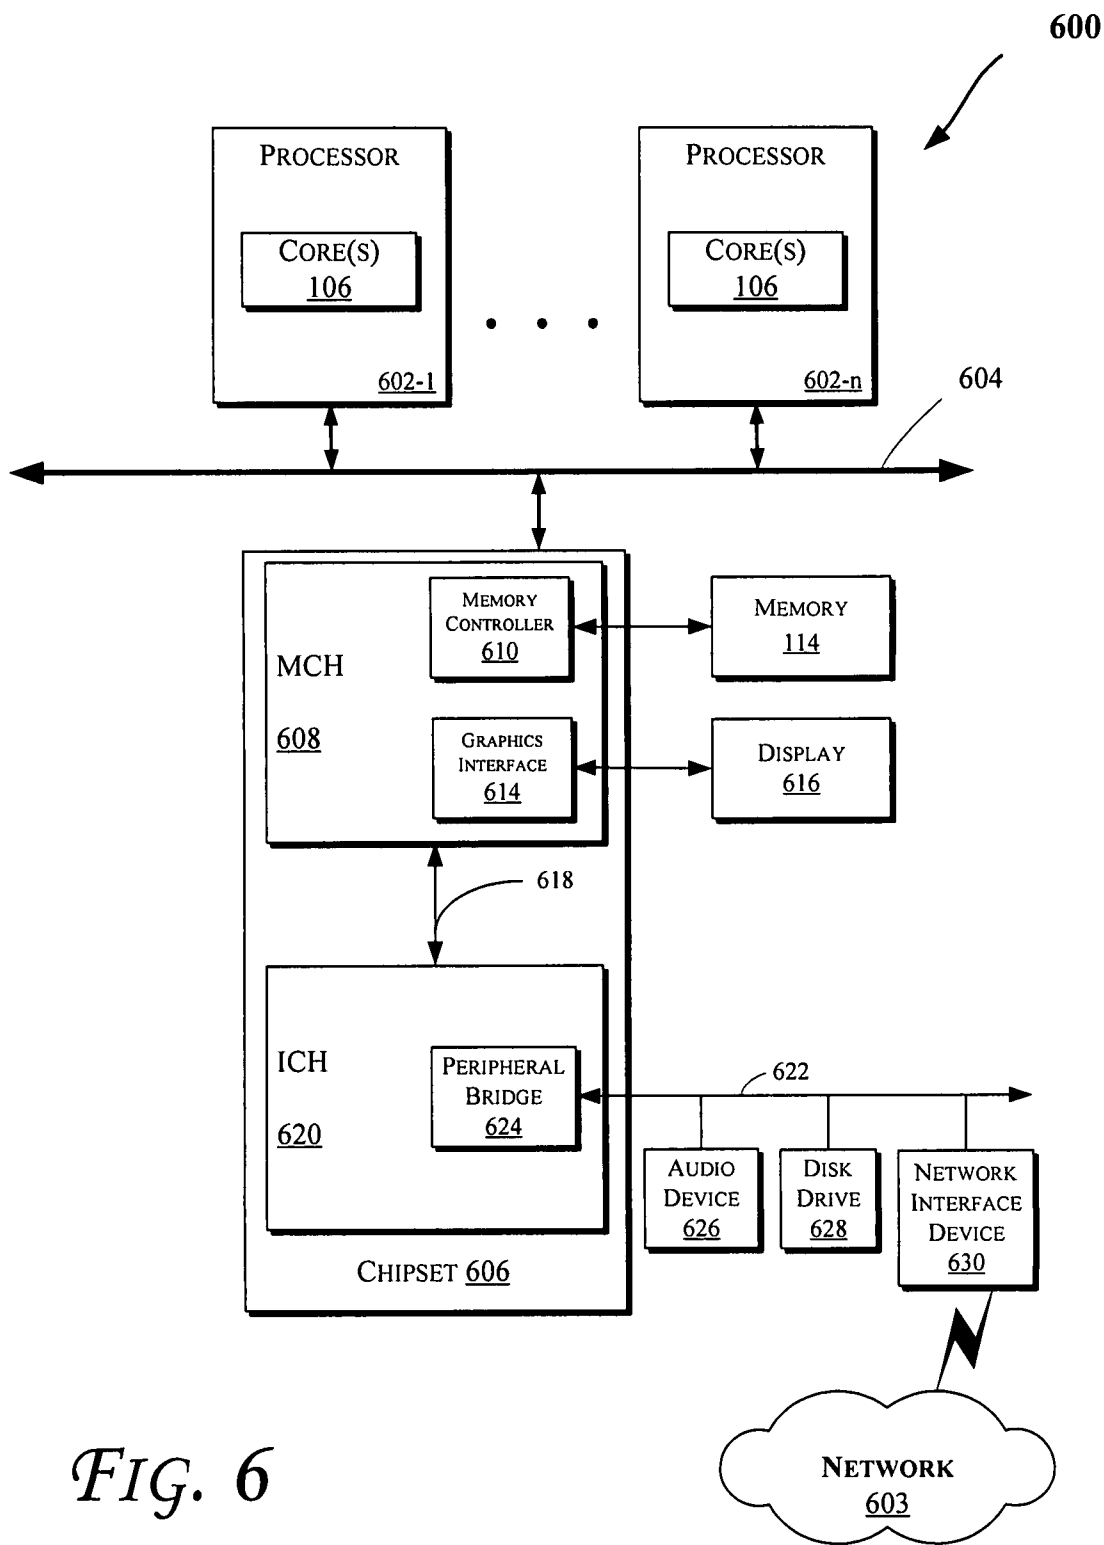 600
PROCESSOR
CORE(S)
106
602-1
PROCESSOR
CORE(S)
106
602-n
604
MCH
608
MEMORY
CONTROLLER
610
MEMORY
114
GRAPHICS
INTERFACE
614
DISPLAY
616
618
ICH
620
PERIPHERAL
BRIDGE
624
622
AUDIO
DEVICE
626
DISK
DRIVE
628
NETWORK
INTERFACE
DEVICE
630
CHIPSET 606
NETWORK
603
FIG. 6